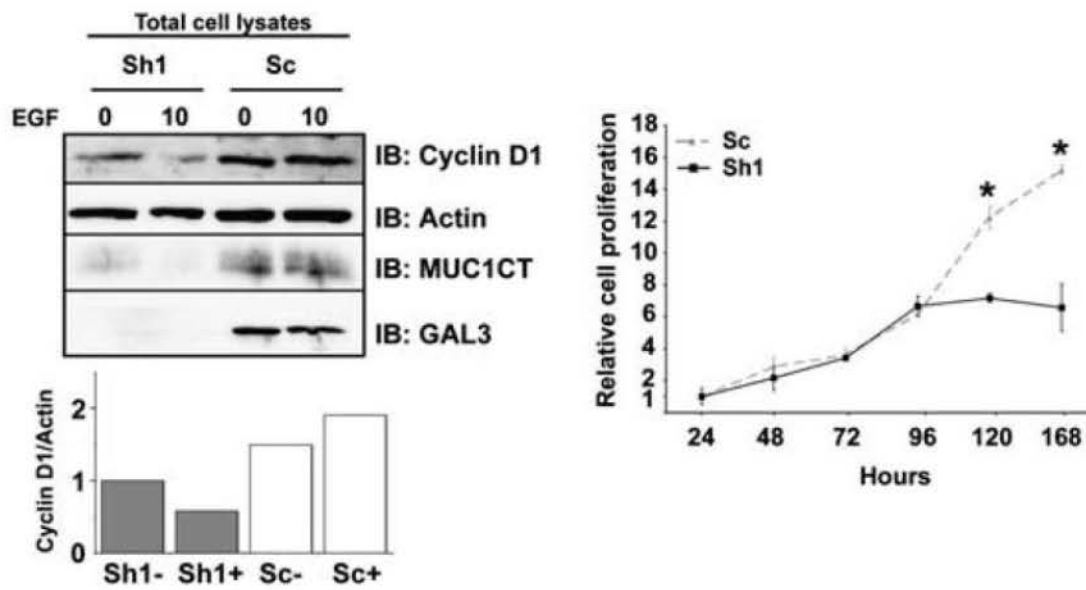 Total cell lysates
Sh1 Sc
EGF 0 10 0 10
IB: Cyclin D1
IB: Actin
IB: MUC1CT
IB: GAL3
Cyclin D1/Actin
2
1
0
Sh1- Sh1+ Sc- Sc+
Relative cell proliferation
18
16
14
12
10
8
6
4
2
1
Sc
Sh1
*
*
24 48 72 96 120 168
Hours